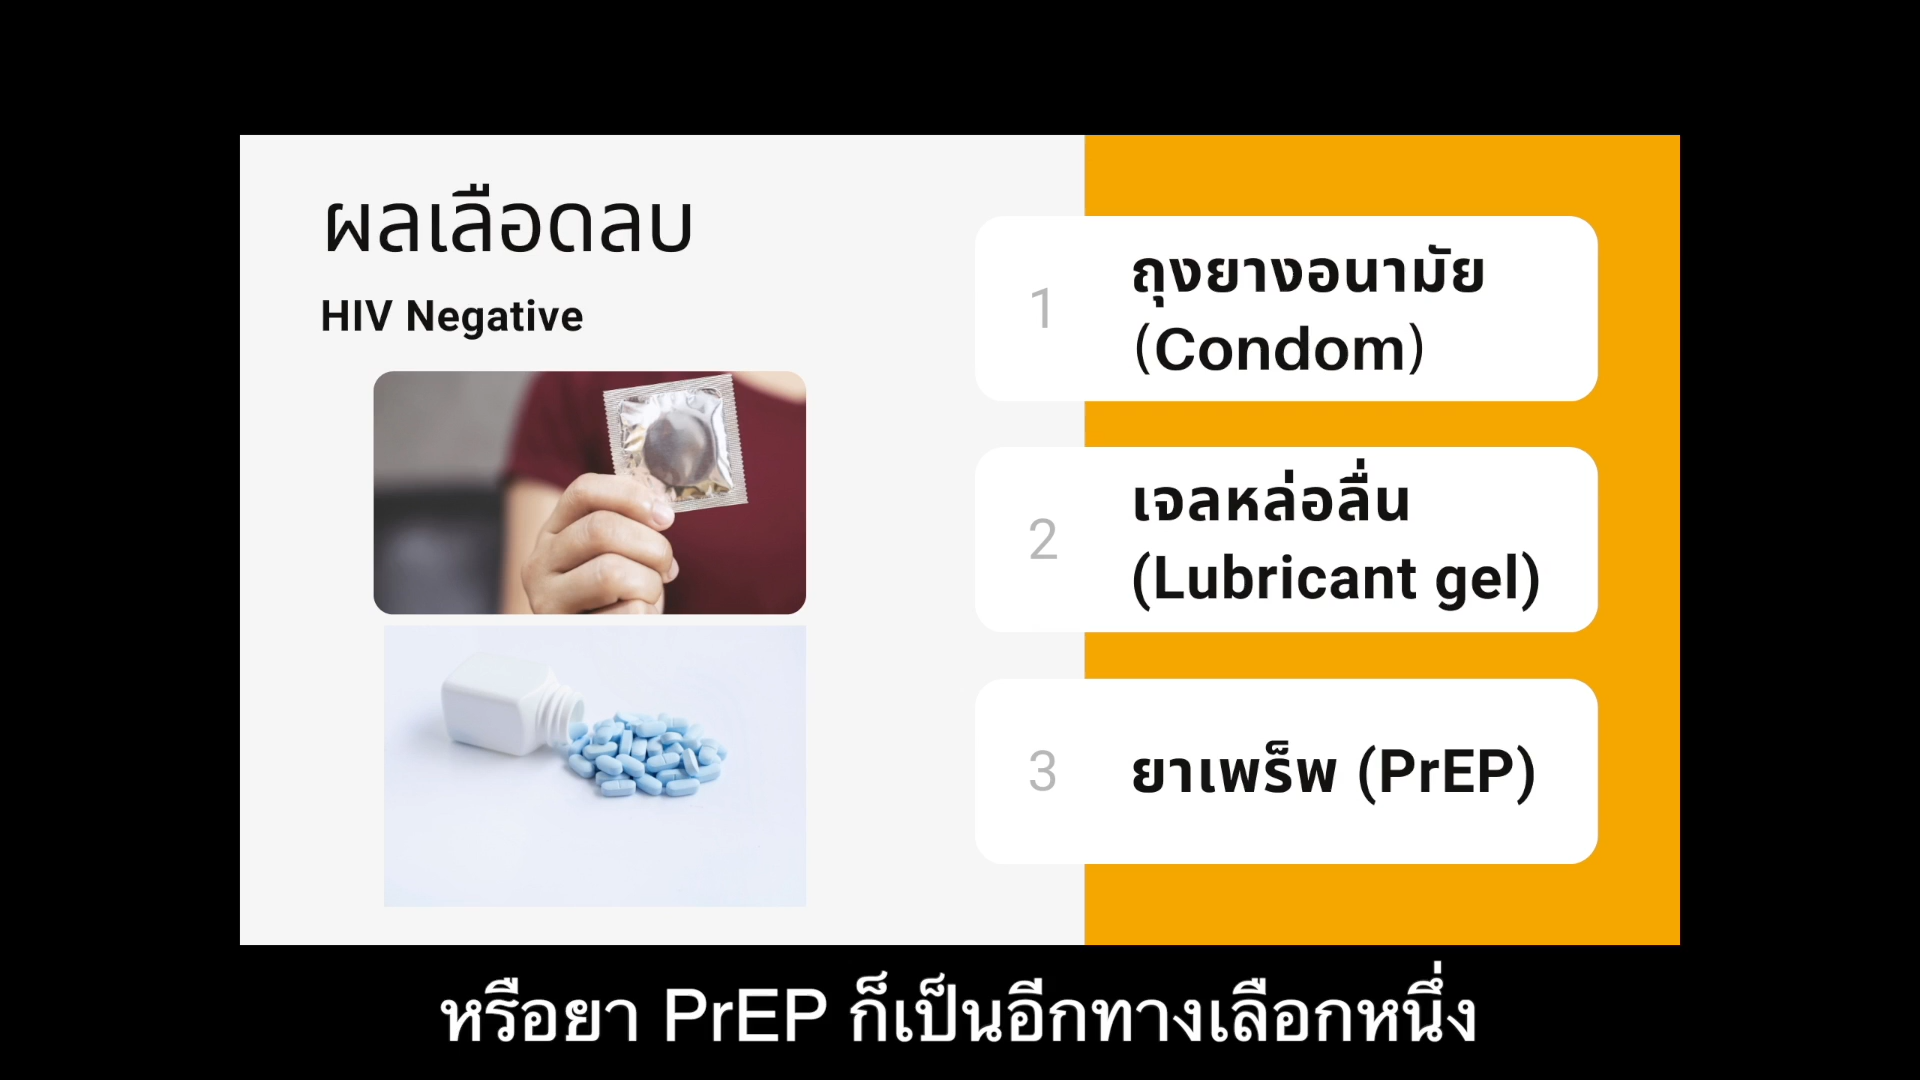 ผลเลือดลบ
HIV Negative
1
ถุงยางอนามัย
(Condom)
2
เจลหล่อลื่น
(Lubricant gel)
3
ยาเพร็พ (PrEP)
หรือยา PrEP ก็เป็นอีกทางเลือกหนึ่ง